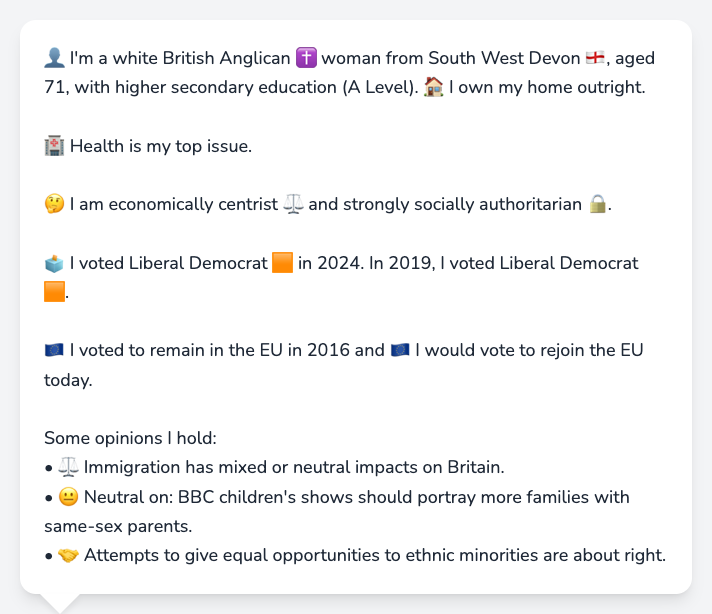 👤 I'm a white British Anglican ✝️ woman from South West Devon 🏴󠁧󠁢󠁥󠁮󠁧󠁿, aged
71, with higher secondary education (A Level). 🏠 I own my home outright.
🏥 Health is my top issue.
🤔 I am economically centrist ⚖️ and strongly socially authoritarian 🔒.
🗳️ I voted Liberal Democrat 🟧 in 2024. In 2019, I voted Liberal Democrat
🟧.
🇪🇺 I voted to remain in the EU in 2016 and 🇪🇺 I would vote to rejoin the EU
today.
Some opinions I hold:
• ⚖️ Immigration has mixed or neutral impacts on Britain.
• 😐 Neutral on: BBC children's shows should portray more families with
same-sex parents.
• 🤝 Attempts to give equal opportunities to ethnic minorities are about right.